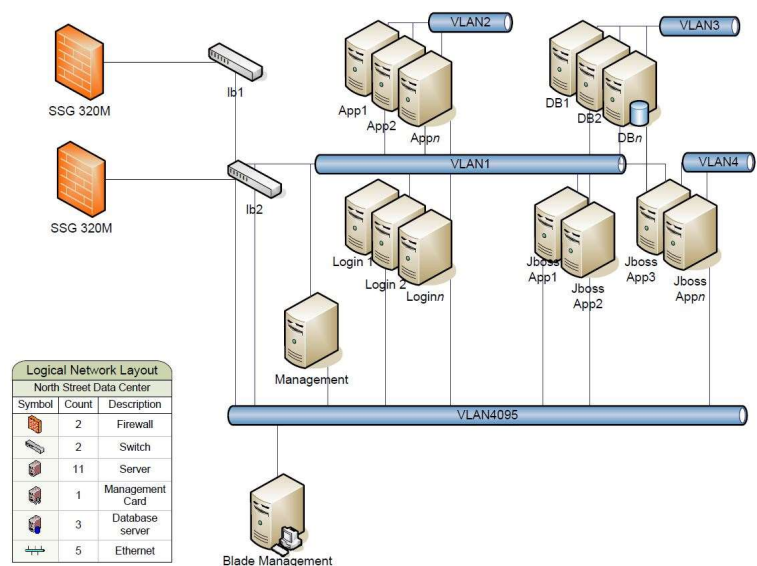 VLAN2
VLAN3
SSG 320M
lb1
App1
App2
Appn
DB1
DB2
DBn
VLAN1
VLAN4
SSG 320M
lb2
Login 1
Login 2
Loginn
Jboss
App1
Jboss
App2
Jboss
App3
Jboss
Appn
Management
VLAN4095
Logical Network Layout
North Street Data Center
Symbol Count Description
2 Firewall
2 Switch
11 Server
1 Management
Card
3 Database
server
5 Ethernet
Blade Management